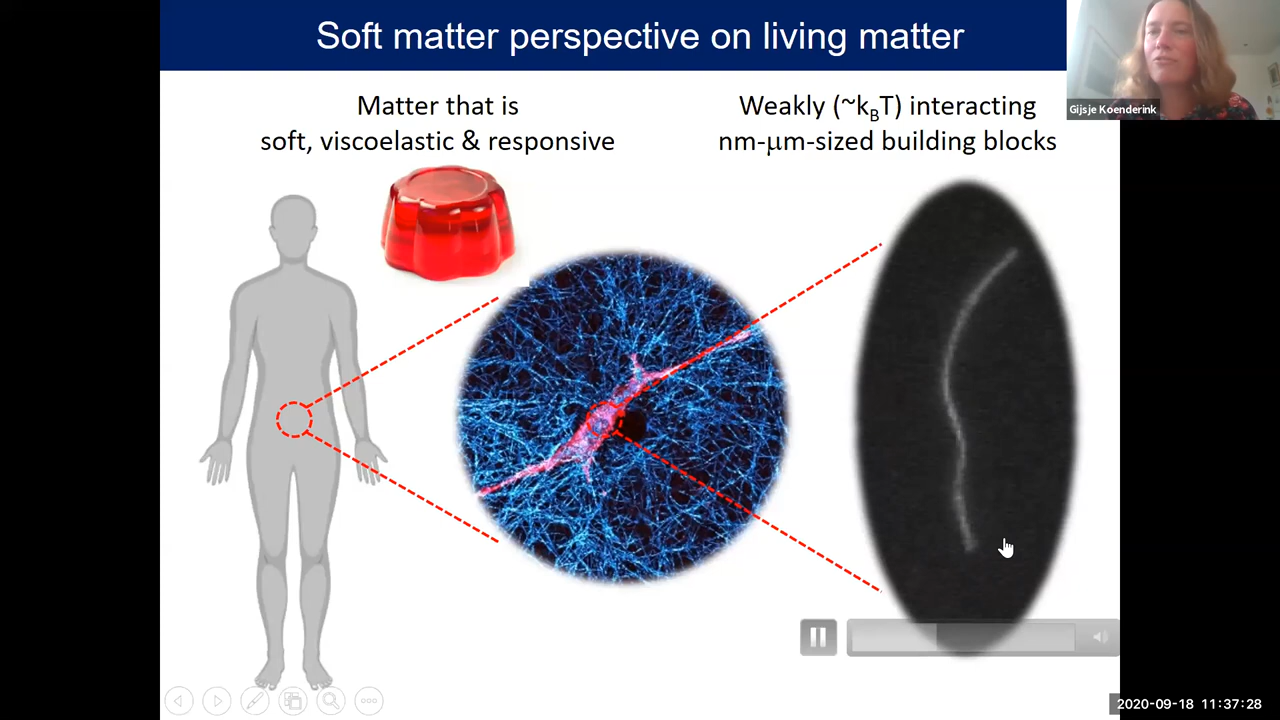 Soft matter perspective on living matter
Gijsje Koenderink
Matter that is
soft, viscoelastic & responsive
Weakly (~kBT) interacting
nm-μm-sized building blocks
2020-09-18 11:37:28